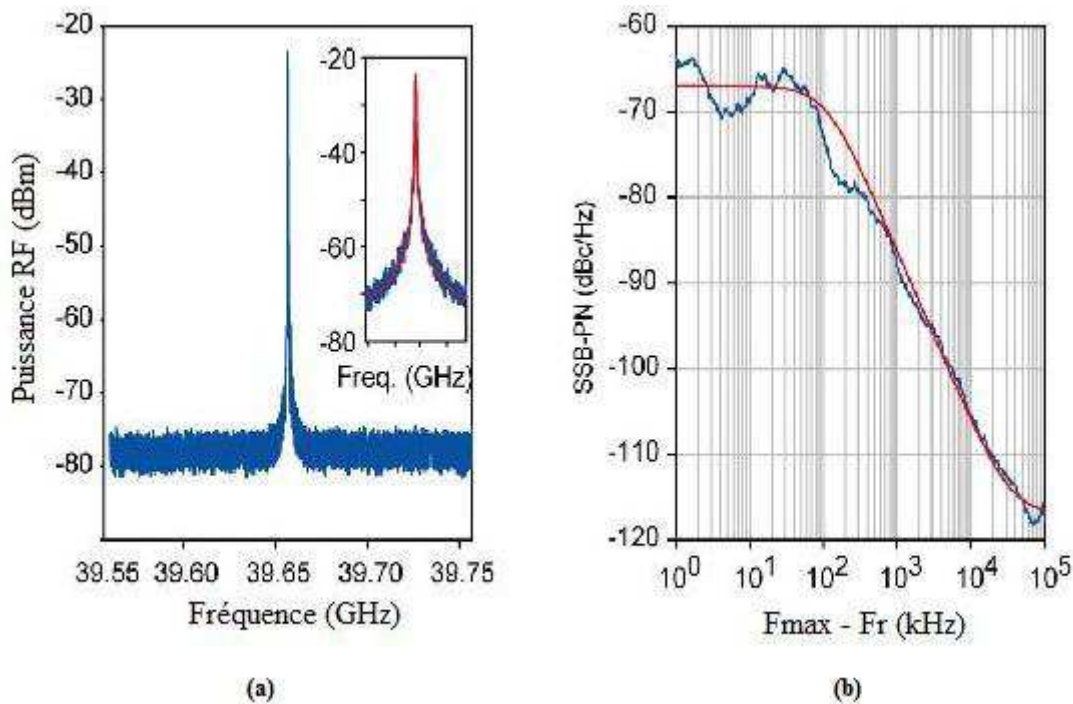 -20
-30
-40
-50
-60
-70
-80
Puissance RF (dBm)
39.55 39.60 39.65 39.70 39.75
Fréquence (GHz)
-20
-40
-60
-80
Freq. (GHz)
(a)
-60
-70
-80
-90
-100
-110
-120
SSB-PN (dBc/Hz)
10^0 10^1 10^2 10^3 10^4 10^5
Fmax - Fr (kHz)
(b)